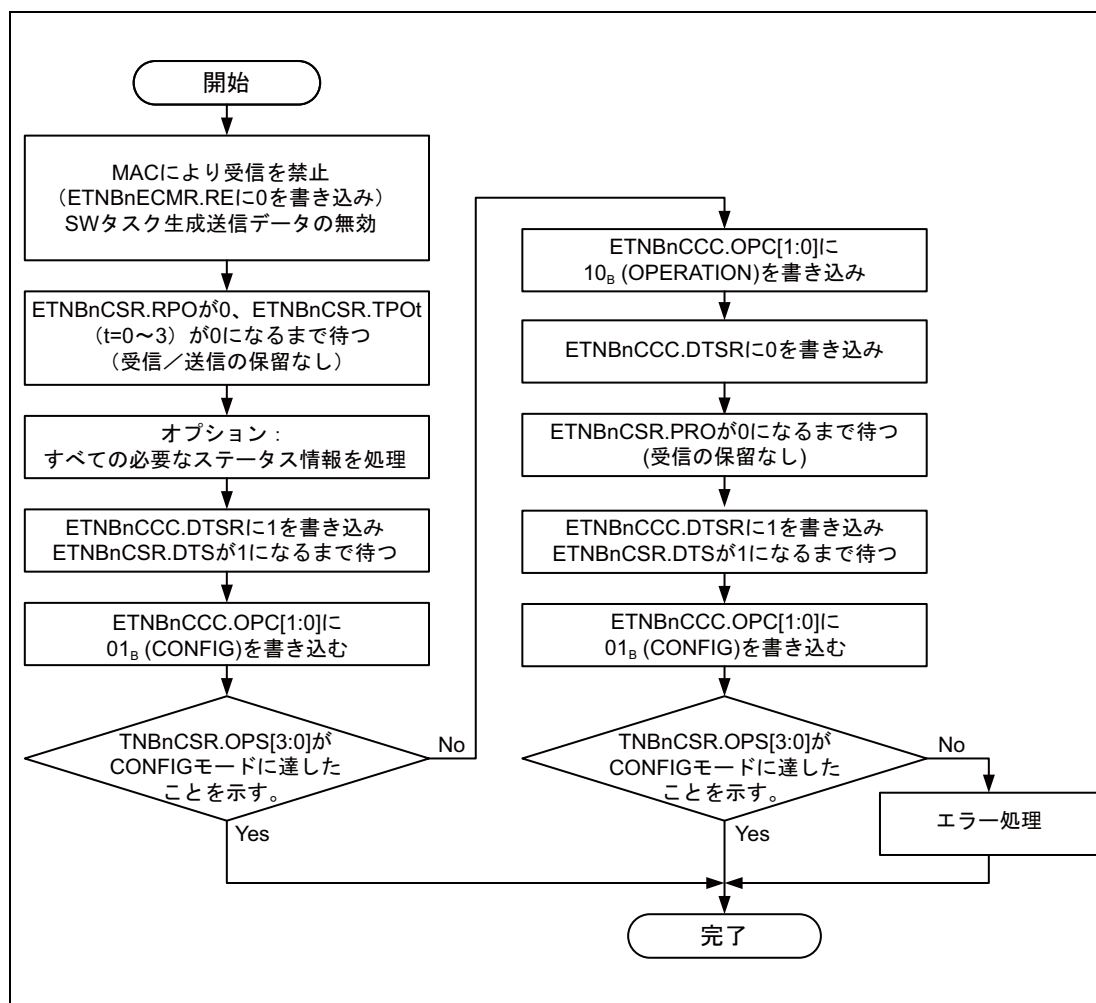 開始
MACにより受信を禁止
（ETNBnECMR.REに0を書き込み）
SWタスク生成送信データの無効
ETNBnCSR.RPOが0、ETNBnCSR.TPOt
（t=0～3）が0になるまで待つ
（受信／送信の保留なし）
オプション：
すべての必要なステータス情報を処理
ETNBnCCC.DTSRに1を書き込み
ETNBnCSR.DTSが1になるまで待つ
ETNBnCCC.OPC[1:0]に
01B (CONFIG)を書き込む
TNBnCSR.OPS[3:0]が
CONFIGモードに達した
ことを示す。
No
Yes
ETNBnCCC.OPC[1:0]に
10B (OPERATION)を書き込み
ETNBnCCC.DTSRに0を書き込み
ETNBnCSR.PROが0になるまで待つ
(受信の保留なし)
ETNBnCCC.DTSRに1を書き込み
ETNBnCSR.DTSが1になるまで待つ
ETNBnCCC.OPC[1:0]に
01B (CONFIG)を書き込む
TNBnCSR.OPS[3:0]が
CONFIGモードに達した
ことを示す。
No
Yes
エラー処理
完了